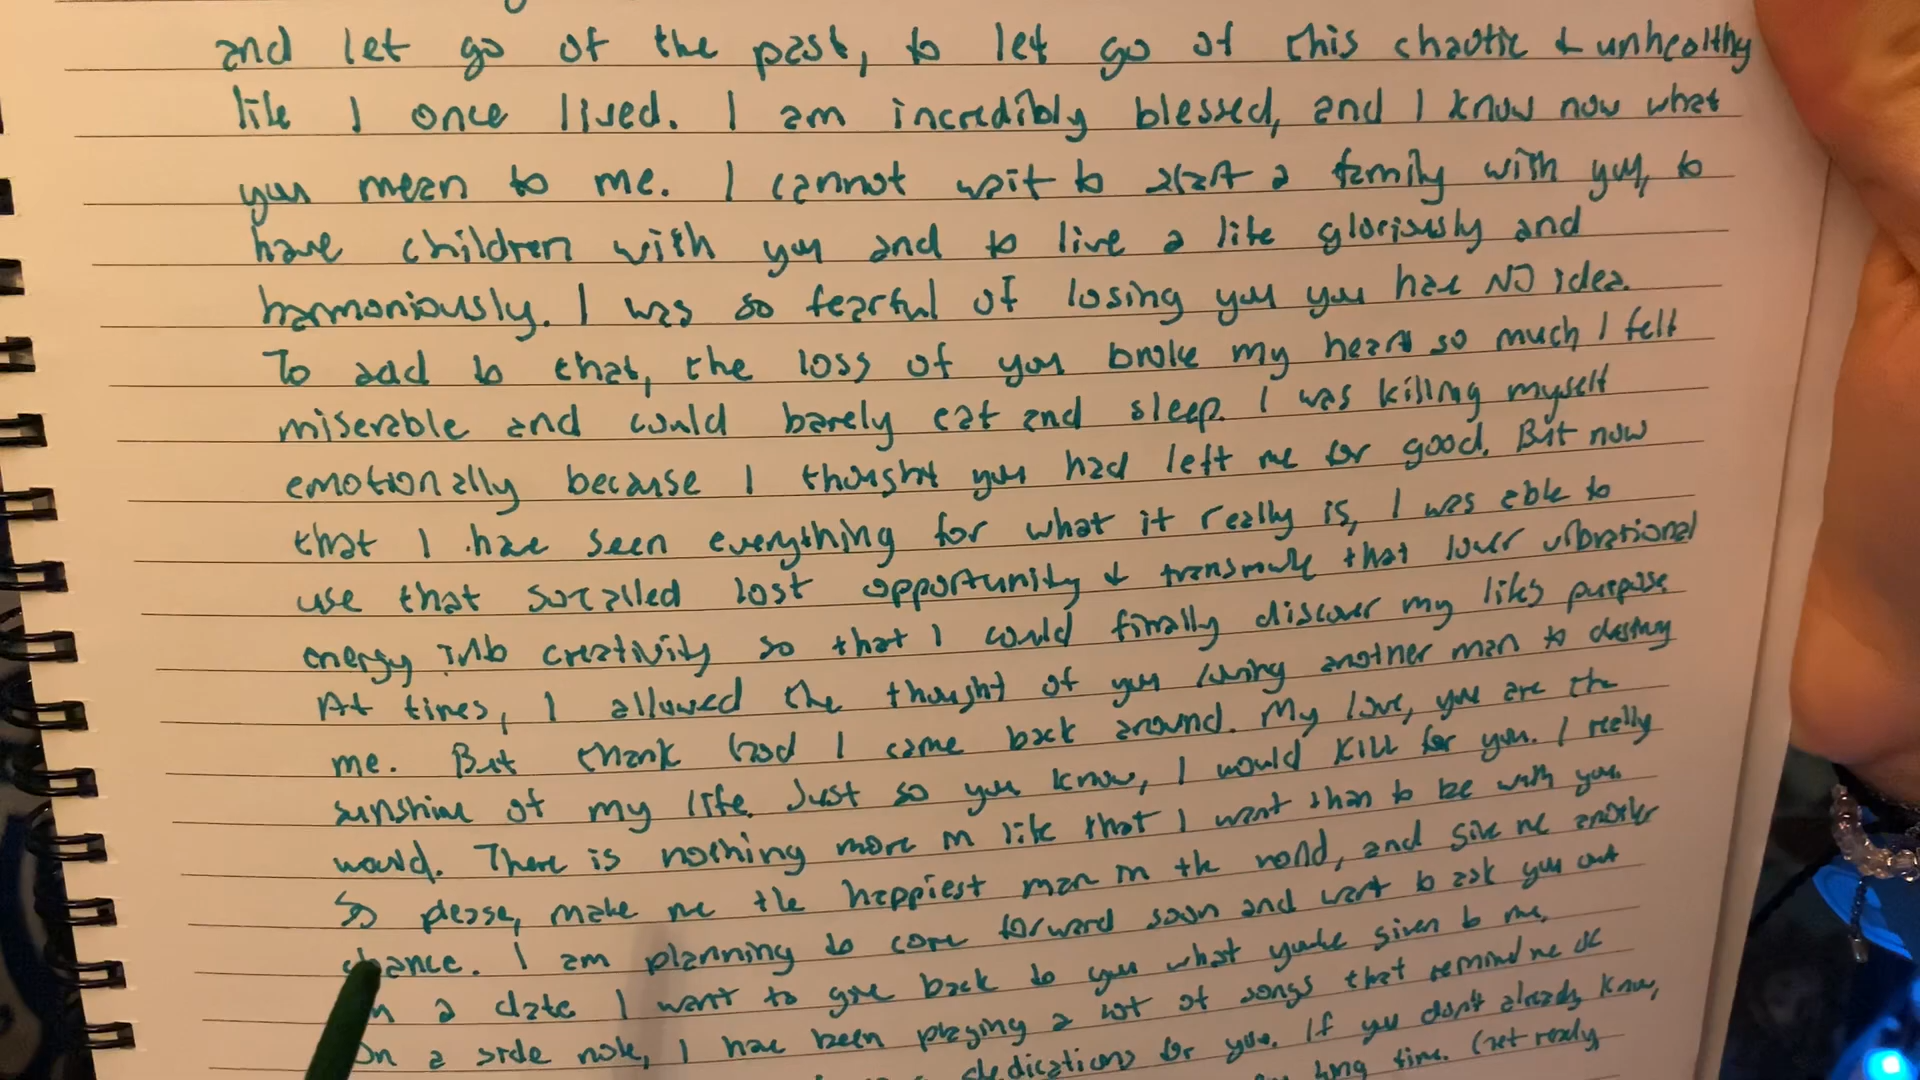 and let go of the past, to let go of this chaotic & unhealthy
life I once lived. I am incredibly blessed, and I know now what
you mean to me. I cannot wait to start a family with you, to
have children with you and to live a life gloriously and
harmoniously. I was so fearful of losing you you have NO idea.
To add to that, the loss of you broke my heart so much I felt
miserable and could barely eat and sleep. I was killing myself
emotionally because I thought you had left me for good. But now
that I have seen everything for what it really is, I was able to
use that socalled lost opportunity & transmute that lower vibrational
energy into creativity so that I could finally discover my life's purpose.
At times, I allowed the thought of you loving another man to destroy
me. But thank God I came back around. My love, you are the
sunshine of my life. Just so you know, I would KILL for you. I really
would. There is nothing more in life that I want than to be with you.
So please, make me the happiest man in the world, and give me another
chance. I am planning to come forward soon and want to ask you out
on a date I want to give back to you what you've given to me.
On a side note, I have been playing a lot of songs that remind me of
dedications for you. If you don't already know,
long time. Get ready